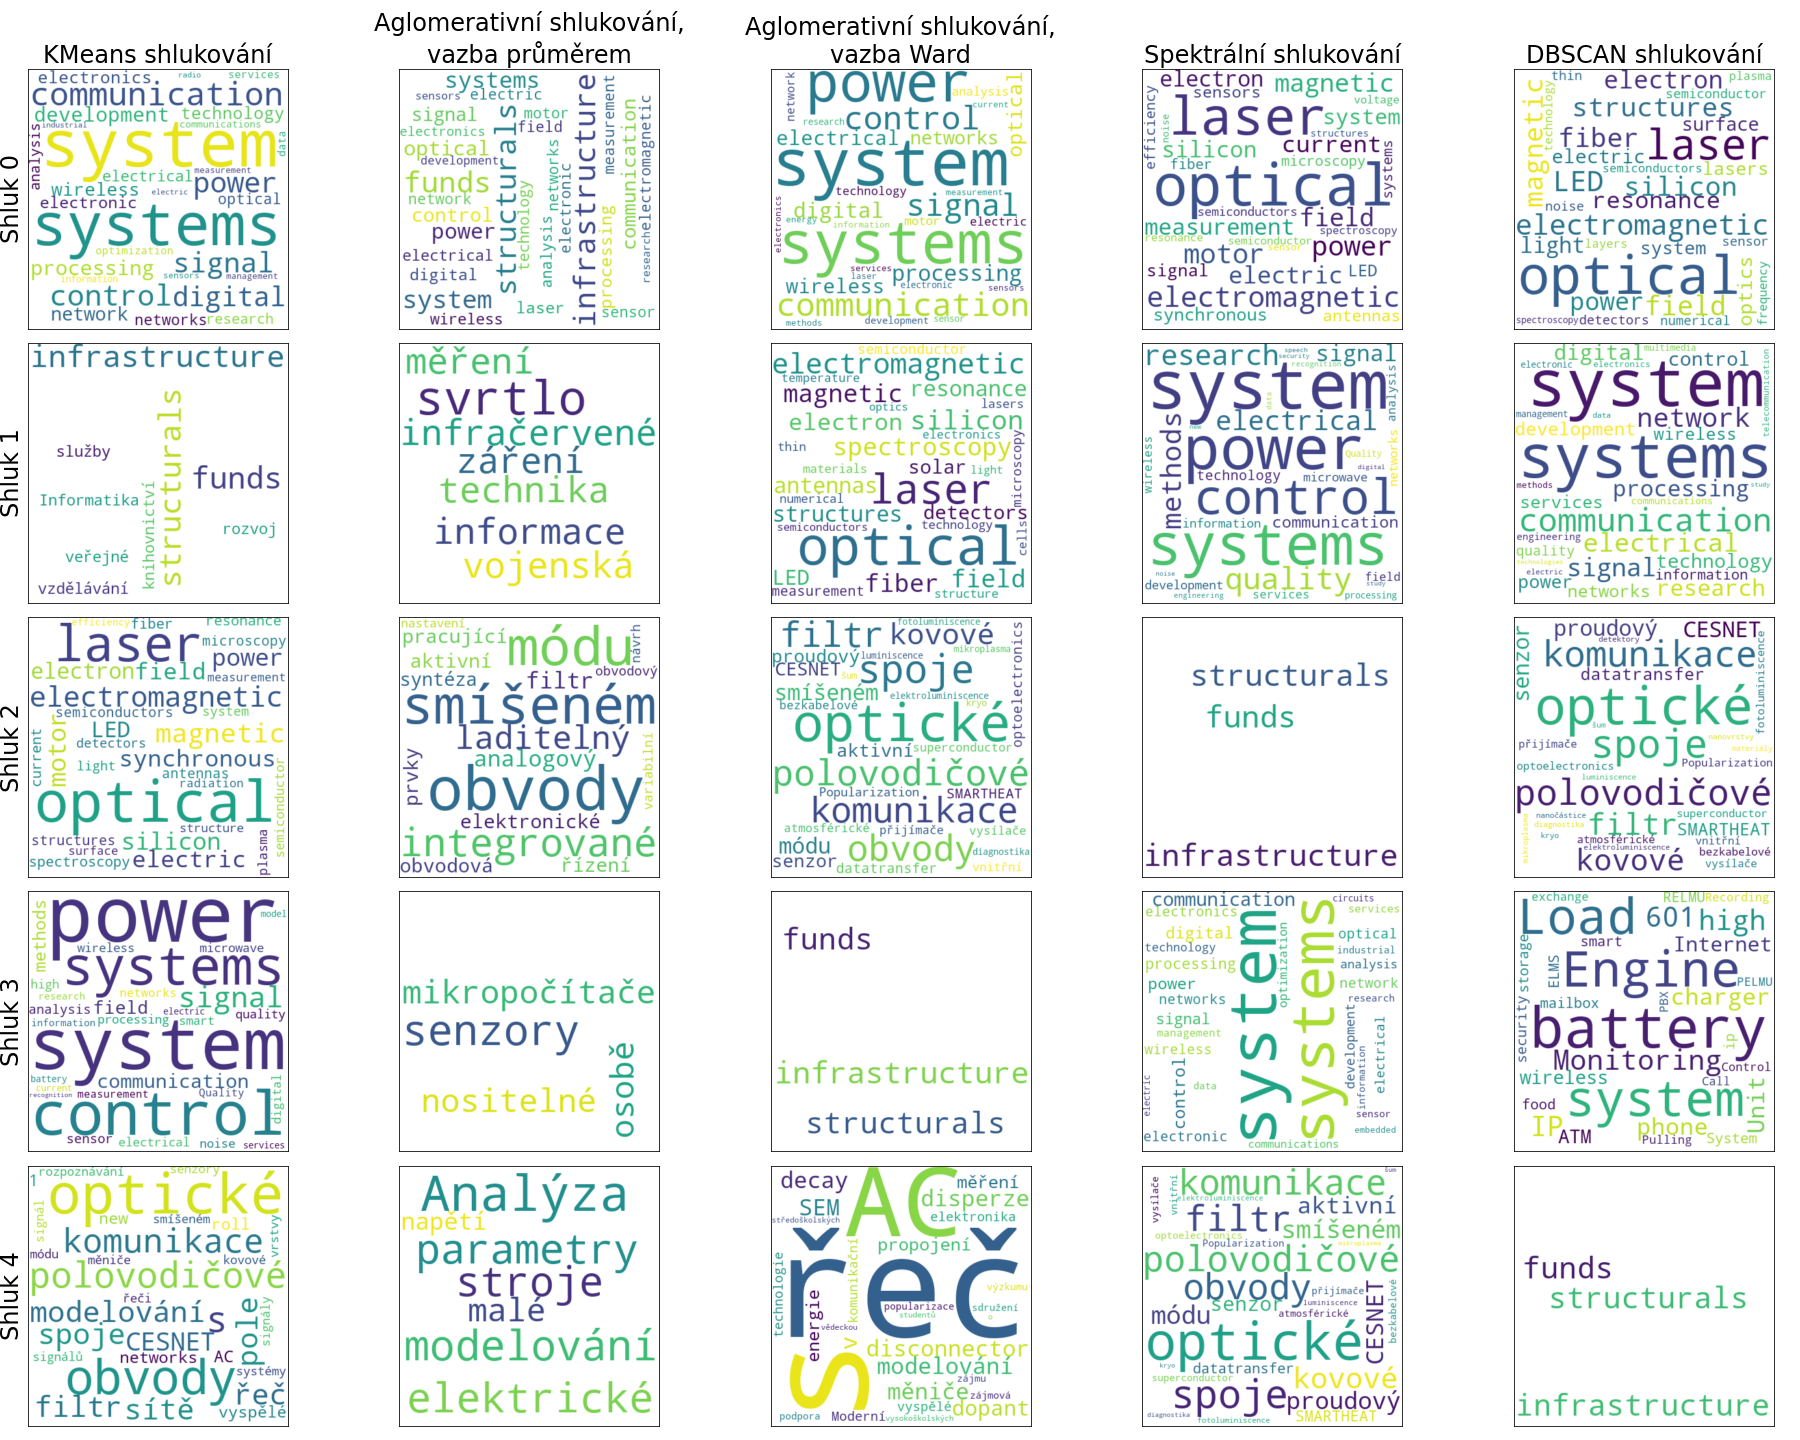 KMeans shlukování
Aglomerativní shlukování,
vazba průměrem
Aglomerativní shlukování,
vazba Ward
Spektrální shlukování
DBSCAN shlukování
Shluk 0
electronics radio services
communication
development technology
industrial communications
system
analysis data
electrical measurement
wireless electric power
electronic optical
systems
optimization
processing signal
information sensors management
control digital
network networks research
systems
sensors electric
signal motor
electronics field
optical
development
funds
network
control
power
electrical
digital
system
wireless
structurals
technology
analysis
networks
electronic
infrastructure
measurement
processing
communication
electromagnetic
research
laser
sensor
network power analysis optical
current
research control
electrical networks
system
technology measurement
digital signal
energy motor electric
information
electronics
systems
services processing
laser
wireless electronic sensors
communication
methods development sensor
electron magnetic
sensors voltage
efficiency noise laser system
structures
silicon current
fiber microscopy
optical systems
semiconductors field
measurement spectroscopy
resonance semiconductor sensor power
motor
signal electric LED
electromagnetic
synchronous antennas
thin electron plasma
semiconductor
magnetic technology structures
surface
fiber laser
electric
semiconductors lasers
LED silicon
noise resonance
electromagnetic
light layers system sensor
optical
optics frequency
power field
spectroscopy detectors numerical
Shluk 1
infrastructure
structurals
služby
funds
Informatika
knihovnictví
rozvoj
veřejné
vzdělávání
měření
svrtlo
infračervené
záření
technika
informace
vojenská
semiconductor
electromagnetic
temperature
magnetic resonance
optics lasers
electron silicon
electronics
thin spectroscopy
materials solar light
antennas laser microscopy
numerical
structures detectors
semiconductors technology
optical cells
LED fiber field
measurement structure
research speech signal
security
recognition
system analysis
data
electrical
new
methods power
Quality networks
technology microwave digital
wireless control
information communication
systems
noise quality field
development study
engineering services processing
digital multimedia control
electronic electronics
system telecommunication
management data network
development wireless
systems
methods processing study
services communications
communication
engineering electrical
quality
technologies signal technology
electric information
power networks research
Shluk 2
efficiency fiber resonance
laser microscopy
power
electron field measurement
electromagnetic
semiconductors system
LED magnetic
detectors
current motor light synchronous
antennas
radiation
optical
semiconductor
structure
structures silicon
surface
spectroscopy electric plasma
nastavení
pracující módu návrh
aktivní
syntéza filtr obvodový
smíšeném
laditelný
analogový
prvky variabilní
obvody
elektronické
integrované
obvodová řízení
fotoluminiscence
filtr kovové
mikroplasma
proudový luminiscence
CESNET šum spoje
smíšeném elektroluminiscence
bezkabelové kryo
optoelectronics
optické
aktivní superconductor
polovodičové
Popularization SMARTHEAT
komunikace
atmosférické přijímače vysílače
módu obvody diagnostika
senzor
datatransfer vnitřní
structurals
funds
infrastructure
proudový CESNET
detektory
senzor komunikace
datatransfer
fotoluminiscence
optické
šum
přijímače spoje nanovrstvy
materiály
optoelectronics Popularization
luminiscence
polovodičové
nanočástice superconductor
diagnostika filtr SMARTHEAT
kryo atmosférické vnitřní
elektroluminiscence bezkabelové
mikroplasma kovové vysílače
Shluk 3
methods power model
wireless microwave
systems
high
research networks signal
analysis field electric quality
information processing smart
system
battery communication
current
recognition measurement Quality digital
control
sensor electrical noise services
mikropočítače
senzory
nositelné
osobě
funds
infrastructure
structurals
communication circuits
electronics services
digital optical
technology industrial
processing analysis
power network
networks research
signal
management
wireless
system
systems
optimization
development
information
electrical
data
control
electric
electronic
sensor
embedded
communications
exchange RELMU Recording
Load 601 high
smart Internet
storage ELMS Engine PELMU
mailbox PBX charger
security battery ip
Monitoring Control
wireless Call
food system Unit
IP phone
ATM Pulling System
Shluk 4
rozpoznávání senzory
1 optické
signál new smíšeném roll
komunikace vrstvy
módu měniče kovové
polovodičové
řeči
modelování s pole signály
spoje CESNET
signálů networks AC
obvody systémy
řeč
filtr sítě vyspělé
Analýza
napětí
parametry
stroje
malé
modelování
elektrické
decay AC měření
SEM disperze
středoškolských elektronika
propojení
řeč
technologie komunikační
výzkumu
popularizace sdružení
studentů o
energie vědeckou
s v disconnector
modelování
zájmu
měniče zájmová
vyspělé dopant
podpora Moderní vysokoškolských
šum
vysílače vnitřní komunikace
elektroluminiscence
filtr aktivní
smíšeném
optoelectronics
Popularization mikroplasma
polovodičové
obvody přijímače
módu senzor luminiscence
atmosférické
CESNET bezkabelové
optické
kryo datatransfer
superconductor kovové
spoje proudový
diagnostika fotoluminiscence SMARTHEAT
funds
structurals
infrastructure